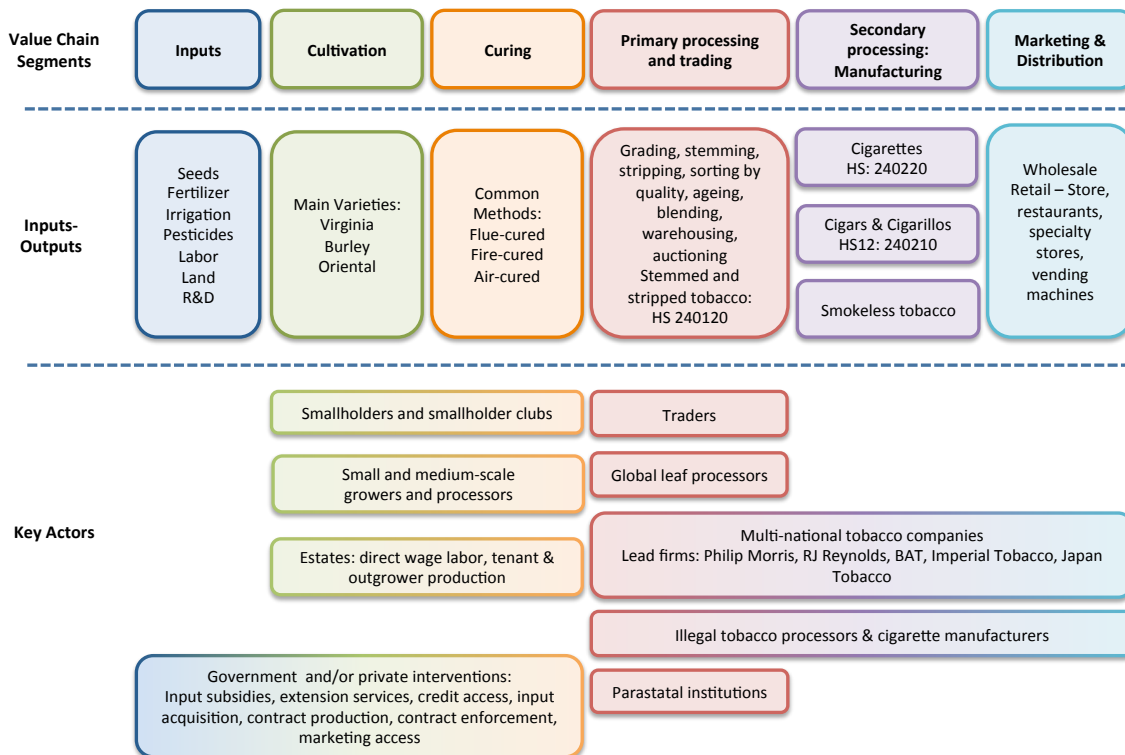 Value Chain
Segments
Inputs
Cultivation
Curing
Primary processing
and trading
Secondary
processing:
Manufacturing
Marketing &
Distribution
Inputs-
Outputs
Seeds
Fertilizer
Irrigation
Pesticides
Labor
Land
R&D
Main Varieties:
Virginia
Burley
Oriental
Common
Methods:
Flue-cured
Fire-cured
Air-cured
Grading, stemming,
stripping, sorting by
quality, ageing,
blending,
warehousing,
auctioning
Stemmed and
stripped tobacco:
HS 240120
Cigarettes
HS: 240220
Cigars & Cigarillos
HS12: 240210
Smokeless tobacco
Wholesale
Retail – Store,
restaurants,
specialty
stores,
vending
machines
Key Actors
Smallholders and smallholder clubs
Traders
Small and medium-scale
growers and processors
Global leaf processors
Estates: direct wage labor, tenant &
outgrower production
Multi-national tobacco companies
Lead firms: Philip Morris, RJ Reynolds, BAT, Imperial Tobacco, Japan
Tobacco
Illegal tobacco processors & cigarette manufacturers
Government and/or private interventions:
Input subsidies, extension services, credit access, input
acquisition, contract production, contract enforcement,
marketing access
Parastatal institutions